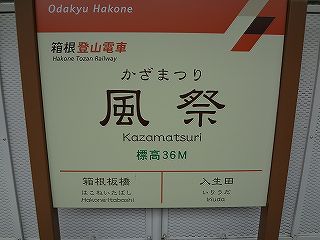 Odakyu Hakone
箱根登山電車
Hakone Tozan Railway
かざまつり
風祭
Kazamatsuri
標高36M
箱根板橋
はこねいたばし
Hakone-Itabashi
入生田
いりうだ
Iriuda